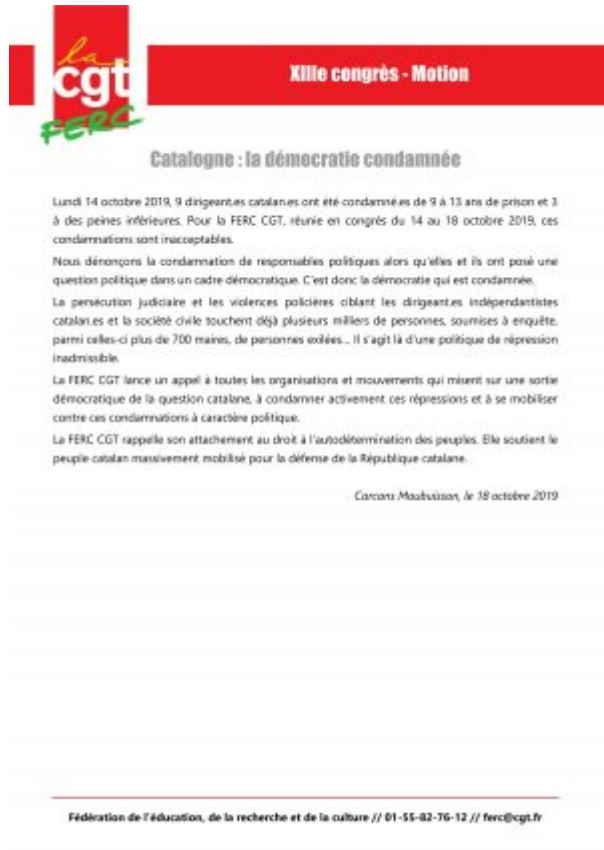 la
cgt
FERC
XIIIe congrès - Motion
Catalogne : la démocratie condamnée
Lundi 14 octobre 2019, 9 dirigeant.es catalan.es ont été condamné.es de 9 à 13 ans de prison et 3
à des peines inférieures. Pour la FERC CGT, réunie en congrès du 14 au 18 octobre 2019, ces
condamnations sont inacceptables.
Nous dénonçons la condamnation de responsables politiques alors qu'elles et ils ont posé une
question politique dans un cadre démocratique. C'est donc la démocratie qui est condamnée.
La persécution judiciaire et les violences policières ciblant les dirigeant.es indépendantistes
catalan.es et la société civile touchent déjà plusieurs milliers de personnes, soumises à enquête,
parmi celles-ci plus de 700 maires, de personnes exilées... Il s'agit là d'une politique de répression
inadmissible.
La FERC CGT lance un appel à toutes les organisations et mouvements qui misent sur une sortie
démocratique de la question catalane, à condamner activement ces répressions et à se mobiliser
contre ces condamnations à caractère politique.
La FERC CGT rappelle son attachement au droit à l'autodétermination des peuples. Elle soutient le
peuple catalan massivement mobilisé pour la défense de la République catalane.
Carcans Maubuisson, le 18 octobre 2019
Fédération de l'éducation, de la recherche et de la culture // 01-55-82-76-12 // ferc@cgt.fr